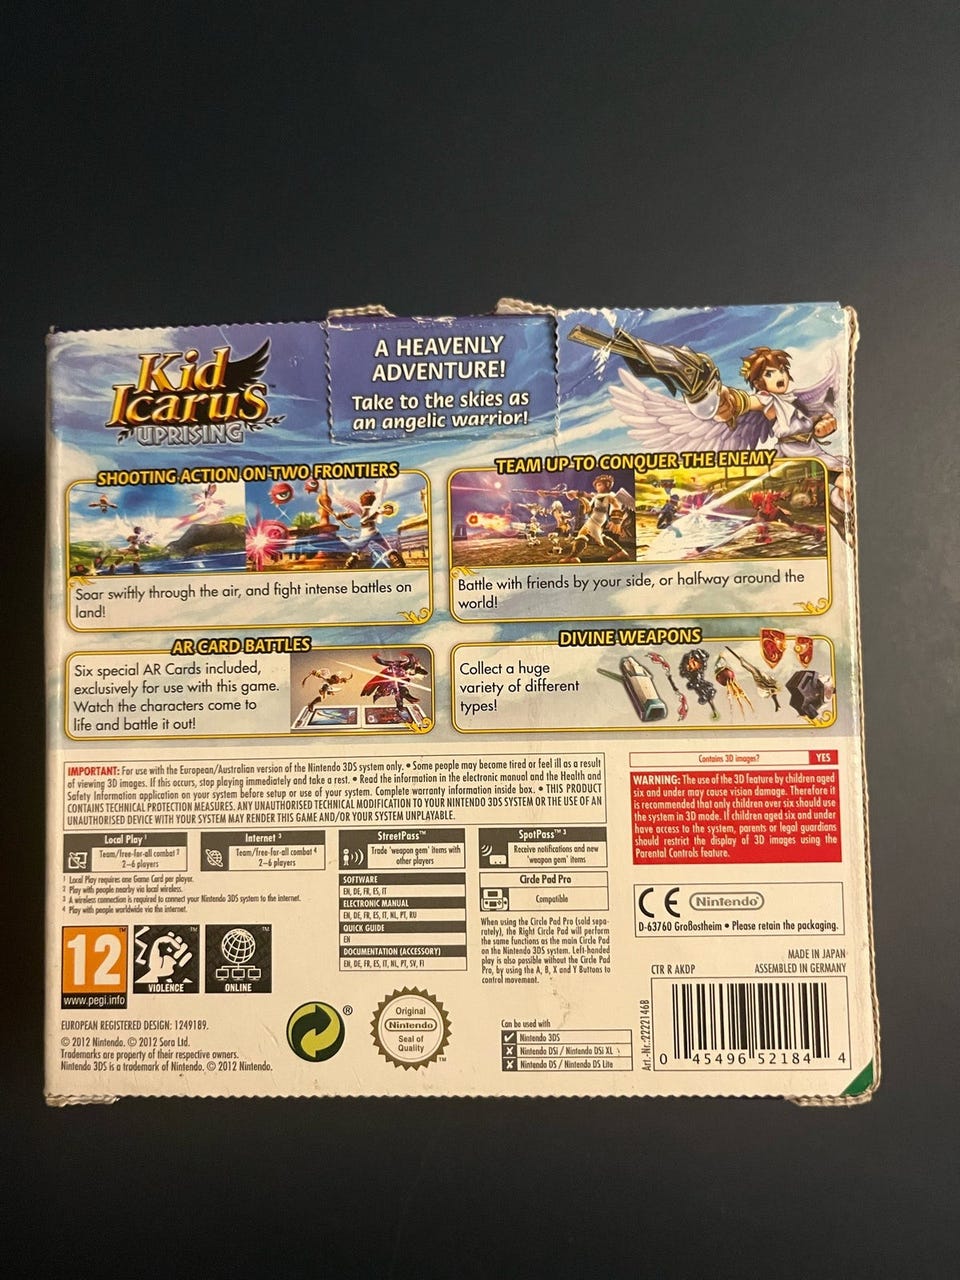 Kid
Icarus™
UPRISING
A HEAVENLY
ADVENTURE!
Take to the skies as
an angelic warrior!
SHOOTING ACTION ON TWO FRONTIERS
Soar swiftly through the air, and fight intense battles on
land!
TEAM UP TO CONQUER THE ENEMY
Battle with friends by your side, or halfway around the
world!
AR CARD BATTLES
Six special AR Cards included,
exclusively for use with this game.
Watch the characters come to
life and battle it out!
DIVINE WEAPONS
Collect a huge
variety of different
types!
IMPORTANT: For use with the European/Australian version of the Nintendo 3DS system only. • Some people may become tired or feel ill as a result
of viewing 3D images. If this occurs, stop playing immediately and take a rest. • Read the information in the electronic manual and the Health and
Safety Information application on your system before setup or use of your system. Complete warranty information inside box. • THIS PRODUCT
CONTAINS TECHNICAL PROTECTION MEASURES. ANY UNAUTHORISED TECHNICAL MODIFICATION TO YOUR NINTENDO 3DS SYSTEM OR THE USE OF AN
UNAUTHORISED DEVICE WITH YOUR SYSTEM MAY RENDER THIS GAME AND/OR YOUR SYSTEM UNPLAYABLE.
Contains 3D images? YES
WARNING: The use of the 3D feature by children aged
six and under may cause vision damage. Therefore it
is recommended that only children over six should use
the system in 3D mode. If children aged six and under
have access to the system, parents or legal guardians
should restrict the display of 3D images using the
Parental Controls feature.
Local Play ¹
Team/free-for-all combat ²
2–6 players
Internet ³
Team/free-for-all combat ⁴
2–6 players
StreetPass™
Trade 'weapon gem' items with
other players
SpotPass™ ³
Receive notifications and new
'weapon gem' items
Circle Pad Pro
Compatible
¹ Local Play requires one Game Card per player.
² Play with people nearby via local wireless.
³ A wireless connection is required to connect your Nintendo 3DS system to the internet.
⁴ Play with people worldwide via the internet.
SOFTWARE
EN, DE, FR, ES, IT
ELECTRONIC MANUAL
EN, DE, FR, ES, IT, NL, PT, RU
QUICK GUIDE
EN
DOCUMENTATION (ACCESSORY)
EN, DE, FR, ES, IT, NL, PT, SV, FI
When using the Circle Pad Pro (sold sepa-
rately), the Right Circle Pad will perform
the same functions as the main Circle Pad
on the Nintendo 3DS system. Left-handed
play is also possible without the Circle Pad
Pro, by using the A, B, X and Y Buttons to
control movement.
CE Nintendo®
D-63760 Großostheim • Please retain the packaging.
MADE IN JAPAN
CTR R AKDP ASSEMBLED IN GERMANY
12™
www.pegi.info
VIOLENCE
™
ONLINE
™
EUROPEAN REGISTERED DESIGN: 1249189.
© 2012 Nintendo. © 2012 Sora Ltd.
Trademarks are property of their respective owners.
Nintendo 3DS is a trademark of Nintendo. © 2012 Nintendo.
®
Original
Nintendo®
Seal of
Quality
™
Can be used with
Nintendo 3DS
Nintendo DSi / Nintendo DSi XL
Nintendo DS / Nintendo DS Lite
Art.-Nr.:2222146B
0 45496 52184 4